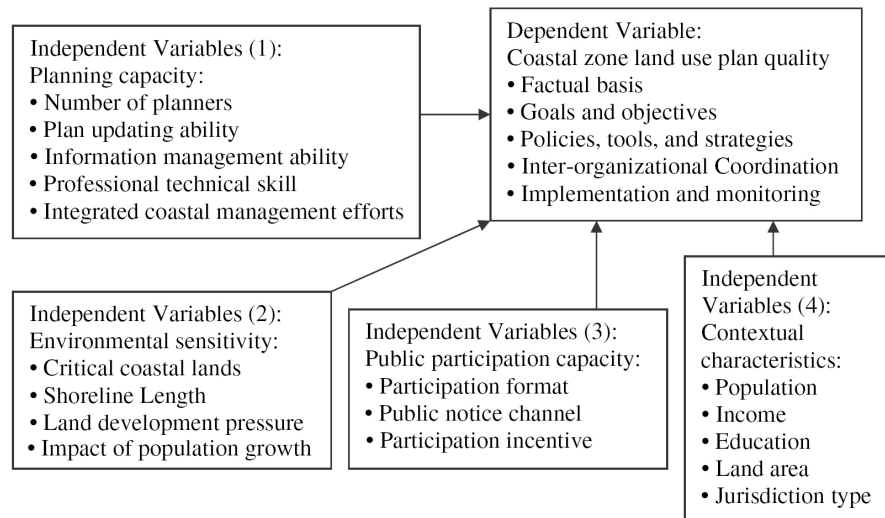 Independent Variables (1):
Planning capacity:
• Number of planners
• Plan updating ability
• Information management ability
• Professional technical skill
• Integrated coastal management efforts
Dependent Variable:
Coastal zone land use plan quality
• Factual basis
• Goals and objectives
• Policies, tools, and strategies
• Inter-organizational Coordination
• Implementation and monitoring
Independent Variables (2):
Environmental sensitivity:
• Critical coastal lands
• Shoreline Length
• Land development pressure
• Impact of population growth
Independent Variables (3):
Public participation capacity:
• Participation format
• Public notice channel
• Participation incentive
Independent
Variables (4):
Contextual
characteristics:
• Population
• Income
• Education
• Land area
• Jurisdiction type